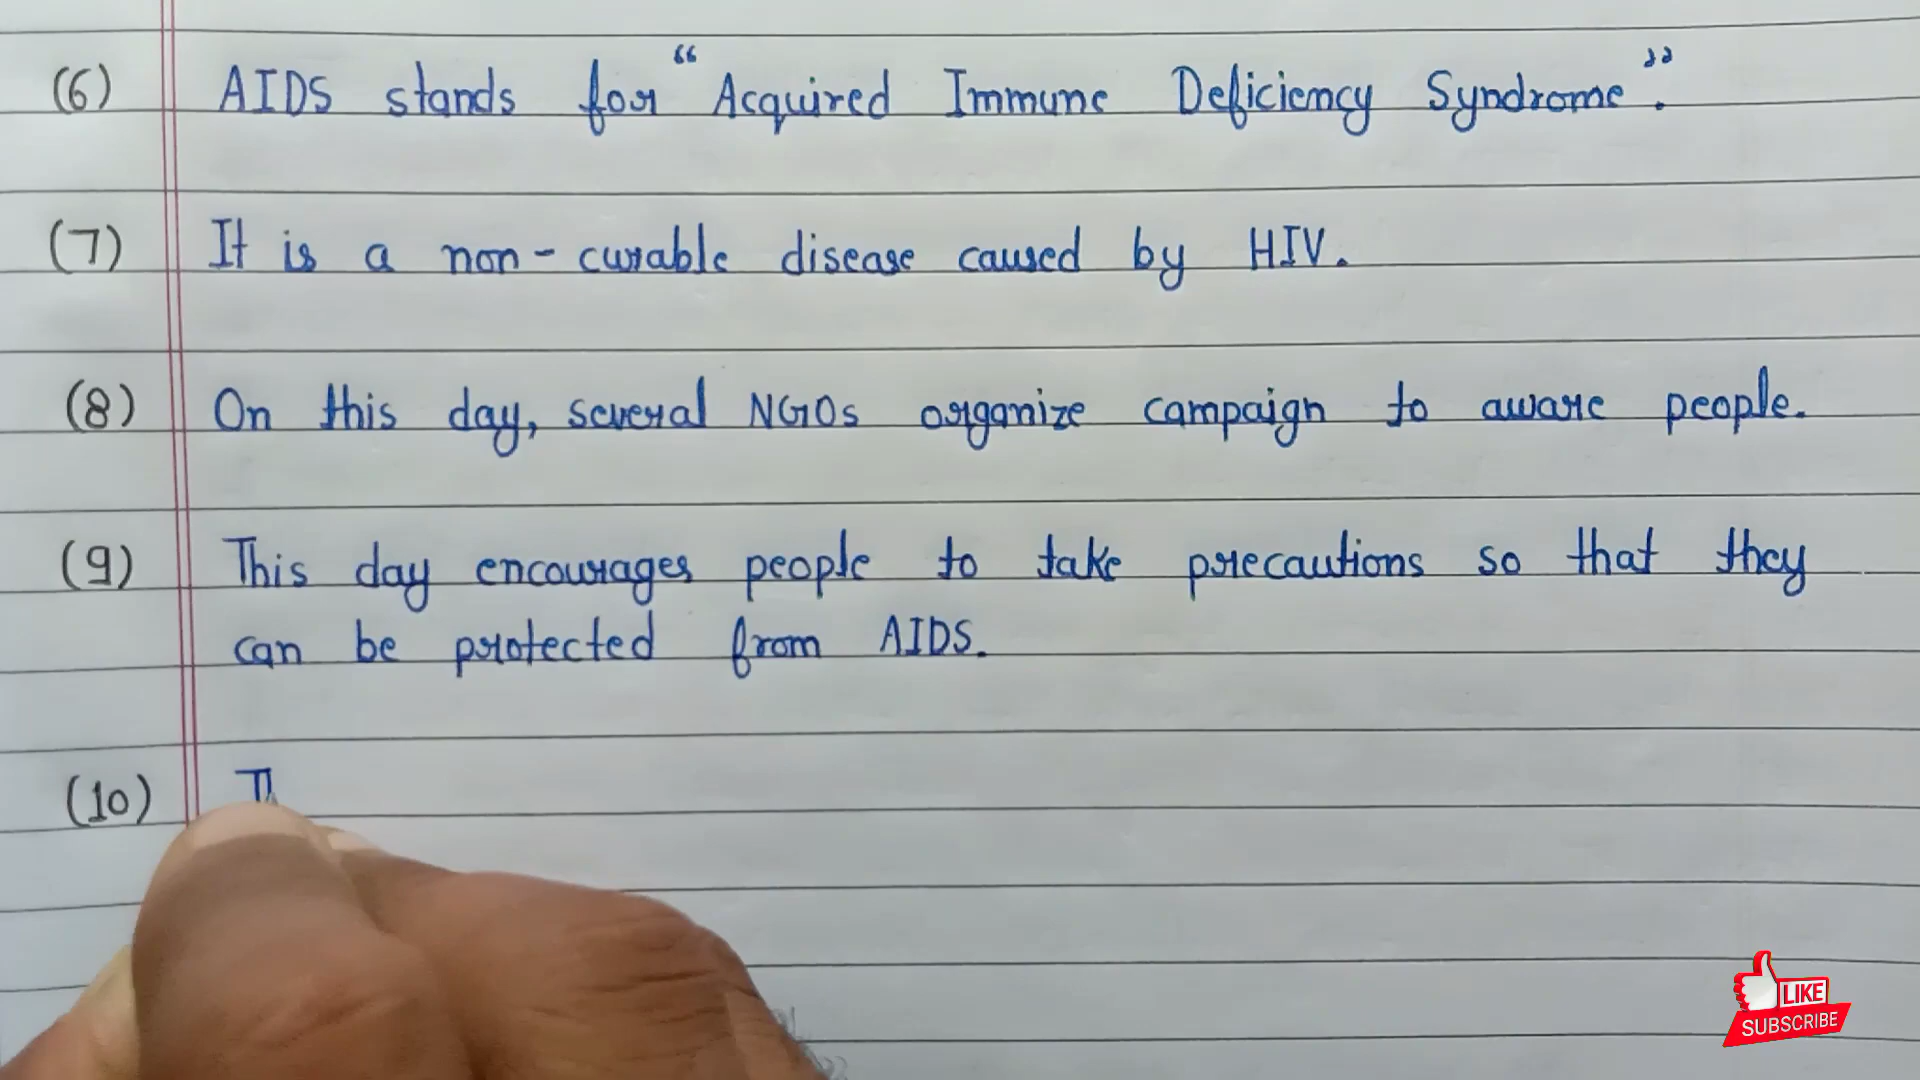 (6) AIDS stands for “Acquired Immune Deficiency Syndrome”.
(7) It is a non-curable disease caused by HIV.
(8) On this day, several NGOs organize campaign to aware people.
(9) This day encourages people to take precautions so that they
can be protected from AIDS.
(10)
LIKE
SUBSCRIBE